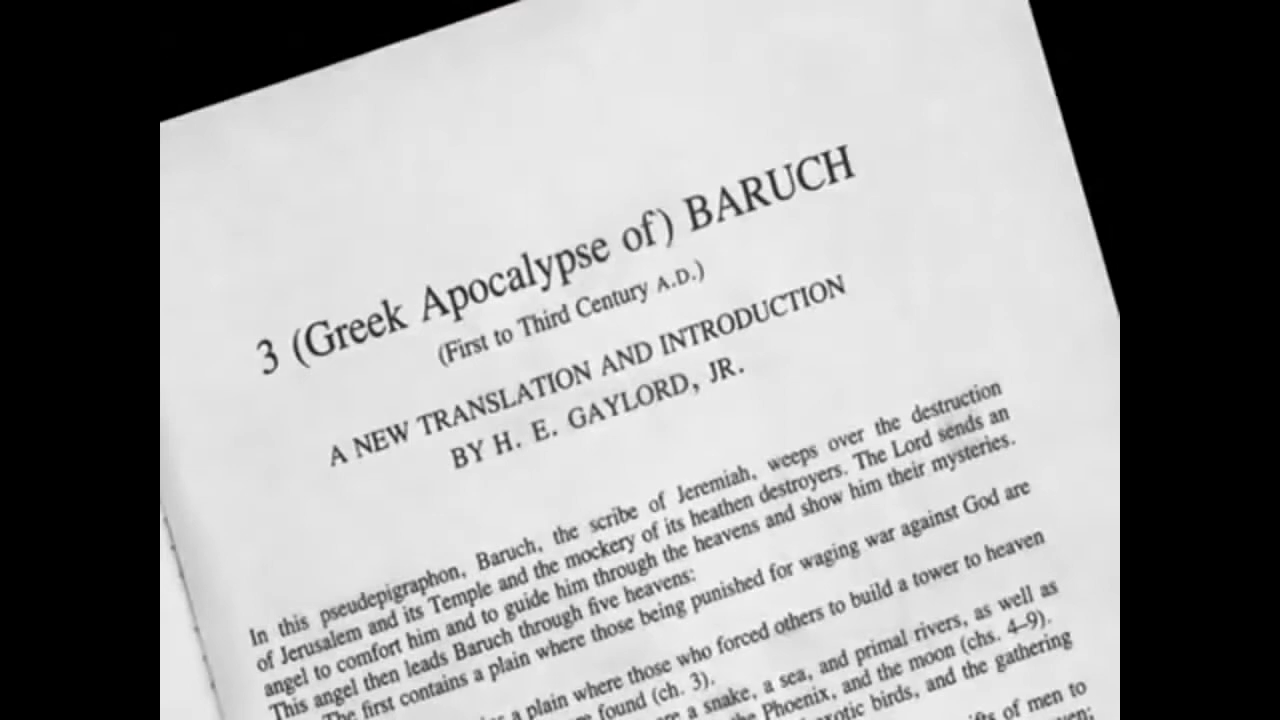 3 (Greek Apocalypse of) BARUCH
(First to Third Century A.D.)
A NEW TRANSLATION AND INTRODUCTION
BY H. E. GAYLORD, JR.
In this pseudepigraphon, Baruch, the scribe of Jeremiah, weeps over the destruction
of Jerusalem and its Temple and the mockery of its heathen destroyers. The Lord sends an
angel to comfort him and to guide him through the heavens and show him their mysteries.
This angel then leads Baruch through five heavens:
The first contains a plain where those being punished for waging war against God are
a plain where those who forced others to build a tower to heaven
found (ch. 3).
a snake, a sea, and primal rivers, as well as
the Phoenix, and the moon (chs. 4–9).
exotic birds, and the gathering
of men to